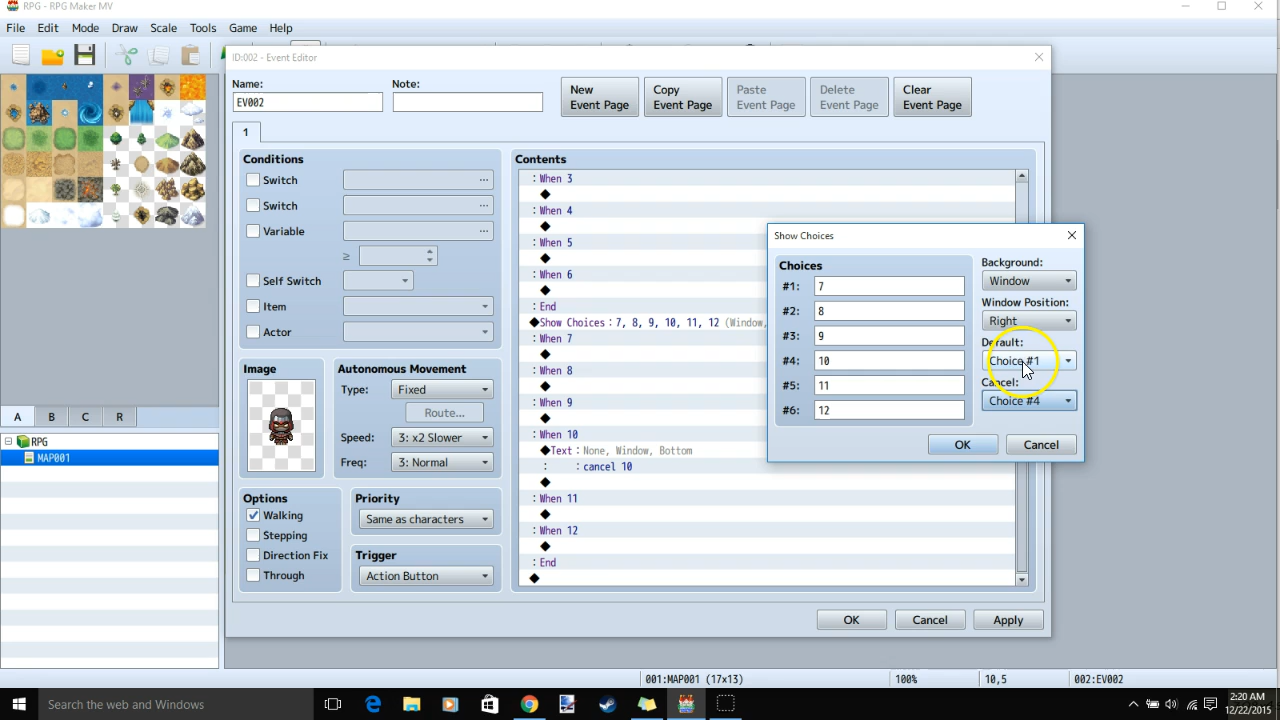 RPG - RPG Maker MV
File Edit Mode Draw Scale Tools Game Help
ID:002 - Event Editor
Name:
Note:
EV002
New Event Page
Copy Event Page
Paste Event Page
Delete Event Page
Clear Event Page
1
Conditions
Switch ...
Switch ...
Variable ...
≥
Self Switch
Item
Actor
Image
Autonomous Movement
Type: Fixed
Route...
Speed: 3: x2 Slower
Freq: 3: Normal
Options
Walking
Stepping
Direction Fix
Through
Priority
Same as characters
Trigger
Action Button
Contents
: When 3
◆
: When 4
◆
: When 5
◆
: When 6
◆
: End
◆Show Choices : 7, 8, 9, 10, 11, 12 (Window,
: When 7
◆
: When 8
◆
: When 9
◆
: When 10
◆Text : None, Window, Bottom
: : cancel 10
◆
: When 11
◆
: When 12
◆
: End
◆
Show Choices
Choices
#1: 7
#2: 8
#3: 9
#4: 10
#5: 11
#6: 12
Background:
Window
Window Position:
Right
Default:
Choice #1
Cancel:
Choice #4
OK Cancel
OK Cancel Apply
A B C R
RPG
MAP001
001:MAP001 (17x13) 100% 10,5 002:EV002
Search the web and Windows
2:20 AM
12/22/2015